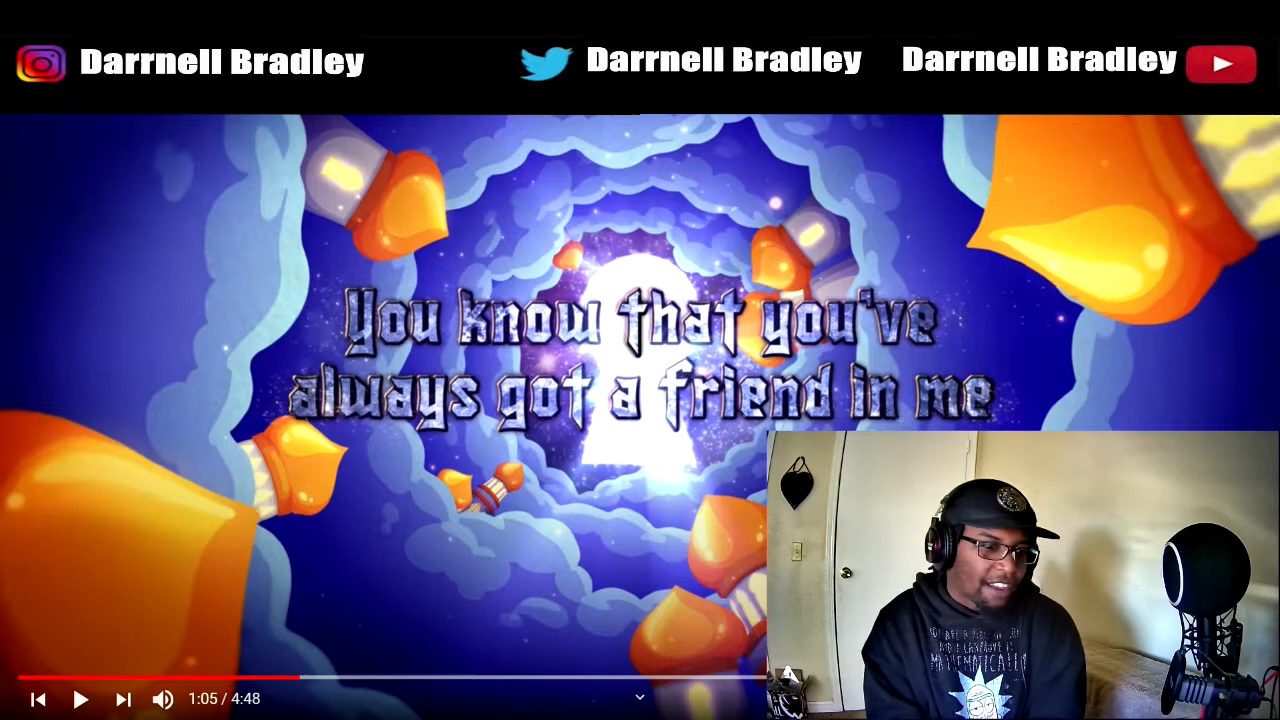 Darrnell Bradley
Darrnell Bradley
Darrnell Bradley
You know that you've
always got a friend in me
MATHEMATICALLY
1:05 / 4:48